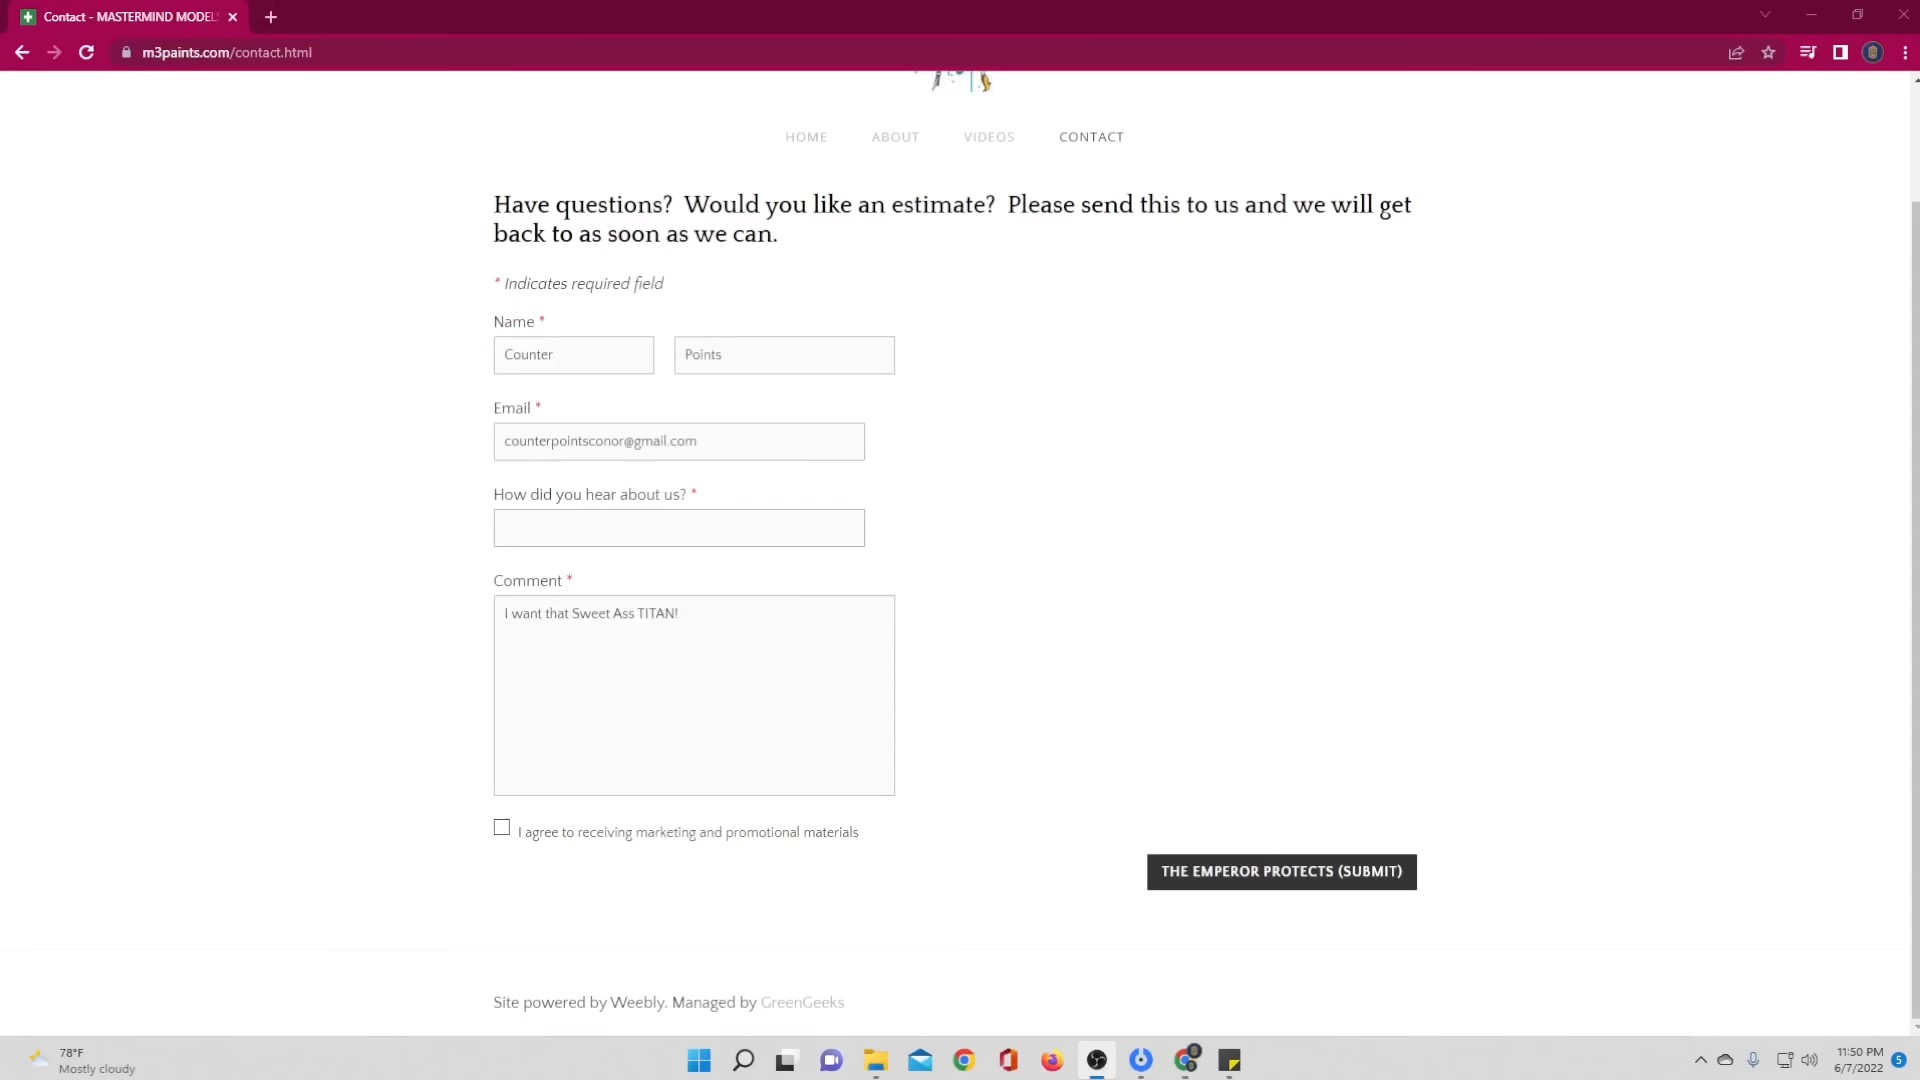 Contact - MASTERMIND MODEL
m3paints.com/contact.html
HOME ABOUT VIDEOS CONTACT
Have questions?  Would you like an estimate?  Please send this to us and we will get
back to as soon as we can.
* Indicates required field
Name *
Counter Points
Email *
counterpointsconor@gmail.com
How did you hear about us? *
Comment *
I want that Sweet Ass TITAN!
I agree to receiving marketing and promotional materials
THE EMPEROR PROTECTS (SUBMIT)
Site powered by Weebly. Managed by GreenGeeks
78°F
Mostly cloudy
11:50 PM
6/7/2022
5